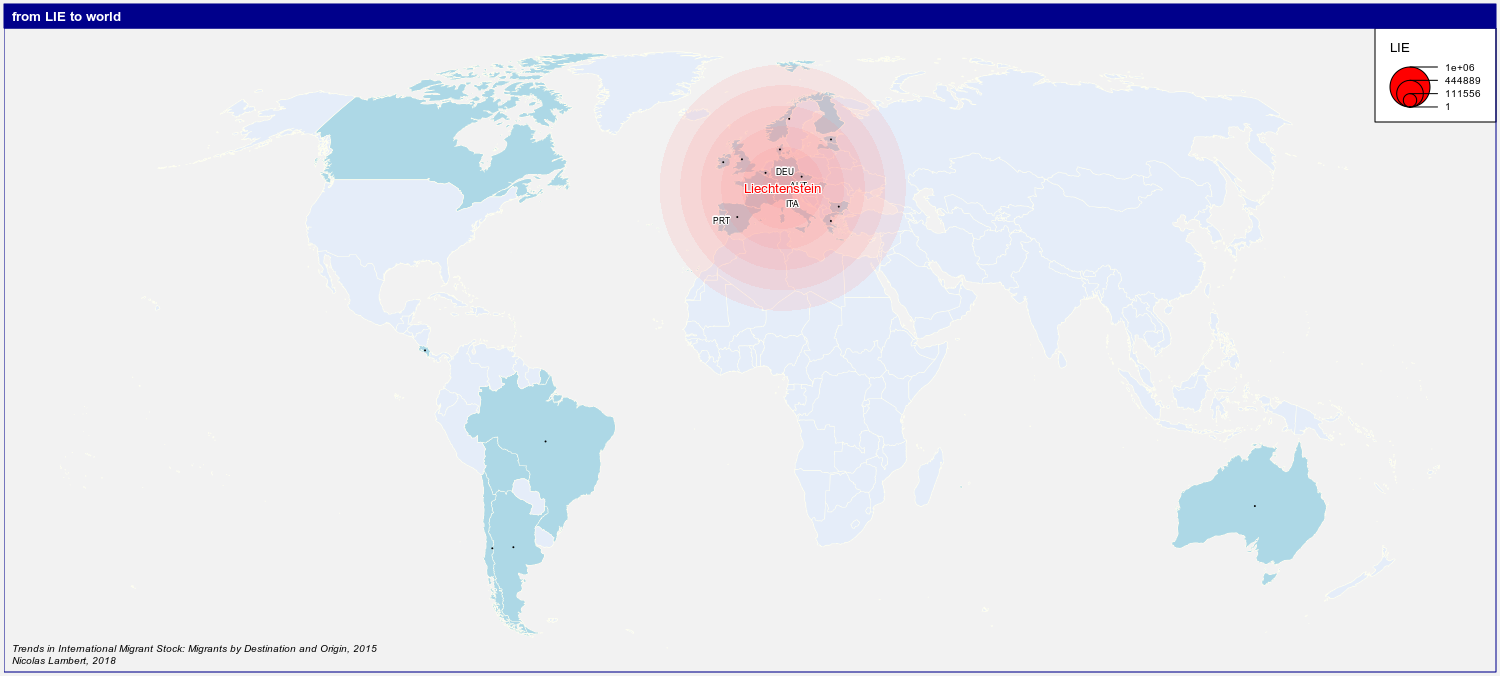 from LIE to world
LIE
1e+06
444889
111556
1
DEU
Liechtenstein
ITA
PRT
Trends in International Migrant Stock: Migrants by Destination and Origin, 2015
Nicolas Lambert, 2018